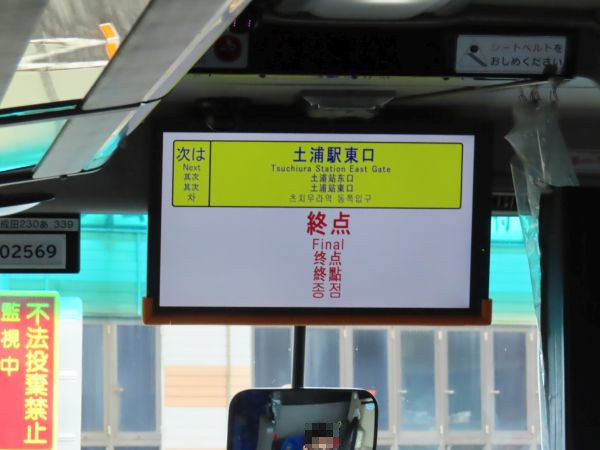 シートベルトを
おしめください
次は
Next
其次
其次
차
土浦駅東口
Tsuchiura Station East Gate
土浦站东口
土浦站東口
츠치우라역 동쪽입구
終点
Final
终点
終點
종점
成田230あ 339
02569
不法投棄禁止
監視中